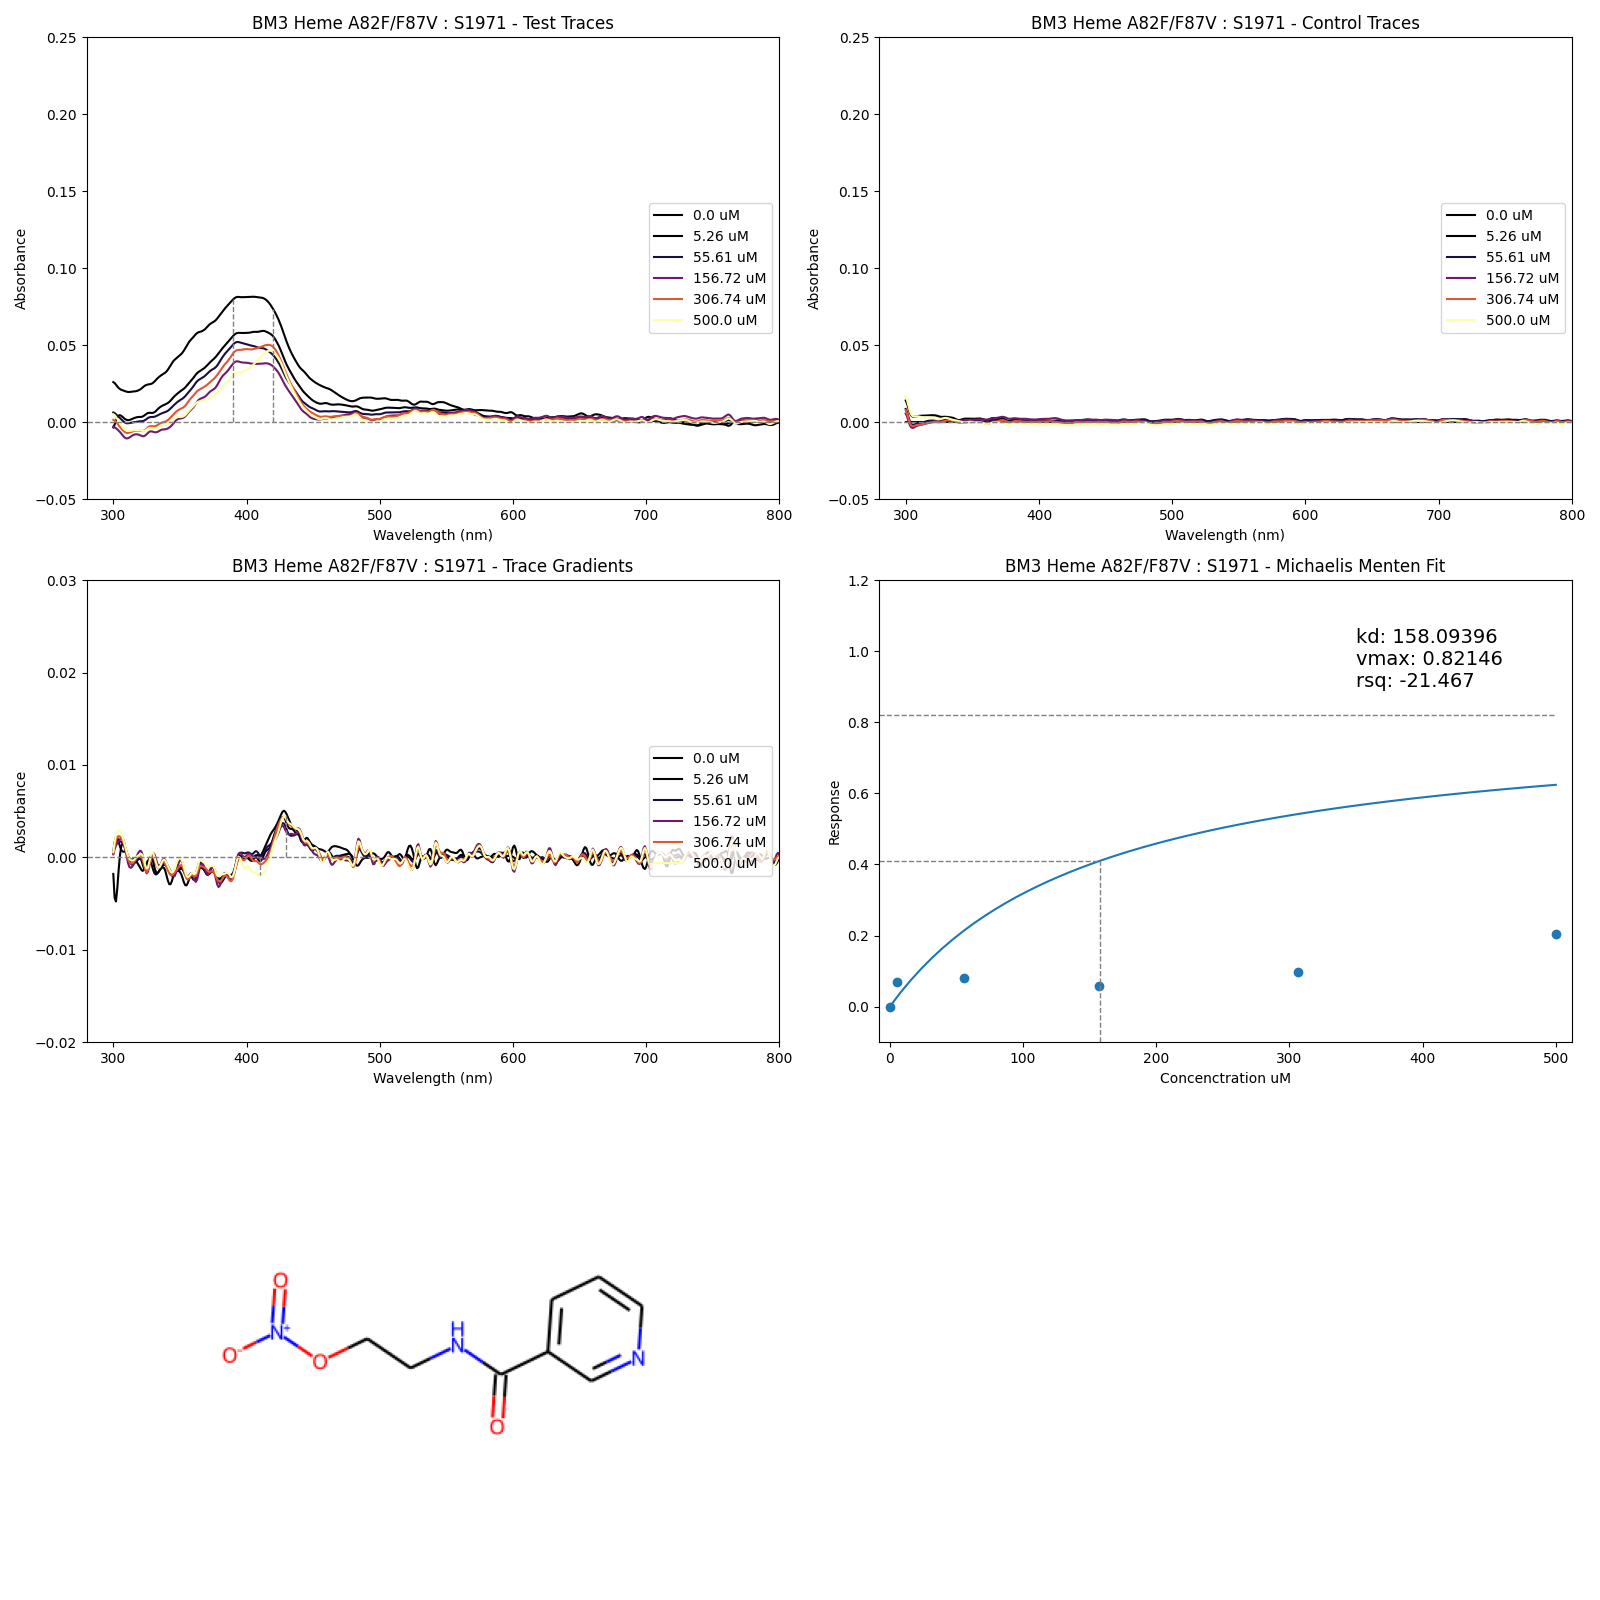 BM3 Heme A82F/F87V : S1971 - Test Traces
0.25
0.20
0.15
0.10
0.05
0.00
−0.05
Absorbance
300
400
500
600
700
800
Wavelength (nm)
0.0 uM
5.26 uM
55.61 uM
156.72 uM
306.74 uM
500.0 uM
BM3 Heme A82F/F87V : S1971 - Control Traces
0.25
0.20
0.15
0.10
0.05
0.00
−0.05
Absorbance
300
400
500
600
700
800
Wavelength (nm)
0.0 uM
5.26 uM
55.61 uM
156.72 uM
306.74 uM
500.0 uM
BM3 Heme A82F/F87V : S1971 - Trace Gradients
0.03
0.02
0.01
0.00
−0.01
−0.02
Absorbance
300
400
500
600
700
800
Wavelength (nm)
0.0 uM
5.26 uM
55.61 uM
156.72 uM
306.74 uM
500.0 uM
BM3 Heme A82F/F87V : S1971 - Michaelis Menten Fit
1.2
1.0
0.8
0.6
0.4
0.2
0.0
Response
0
100
200
300
400
500
Concenctration uM
kd: 158.09396
vmax: 0.82146
rsq: -21.467
O
N+
O-
O
H
N
O
N